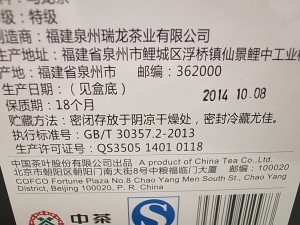 级：特级
制造商：福建泉州瑞龙茶业有限公司
生产地址：福建省泉州市鲤城区浮桥镇仙景鲤中工业
产地：福建省泉州市 邮编：362000
生产日期：（见盒底） 2014 10.08
保质期：18个月
贮藏方法：密闭存放于阴凉干燥处，密封冷藏尤佳。
执行标准号：GB/T 30357.2-2013
生产许可证号：QS3505 1401 0118
中国茶叶股份有限公司出品 A product of China Tea Co.,Ltd.
北京市朝阳区朝阳门南大街8号中粮福临门大厦 邮编：100020
COFCO Fortune Plaza No.8 Chao Yang Men South St., Chao Yang
District, Beijing 100020, P. R. China
中茶